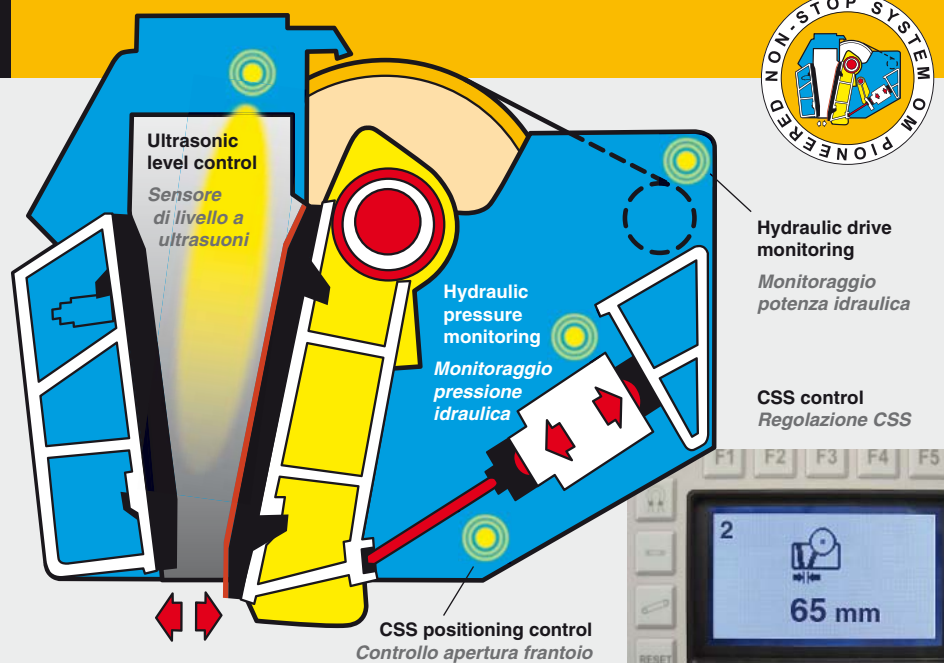 NON-STOP SYSTEM OM PIONEERED
Ultrasonic
level control
Sensore
di livello a
ultrasuoni
Hydraulic drive
monitoring
Monitoraggio
potenza idraulica
Hydraulic
pressure
monitoring
Monitoraggio
pressione
idraulica
CSS control
Regolazione CSS
F1 F2 F3 F4 F5
2
65 mm
RESET
CSS positioning control
Controllo apertura frantoio